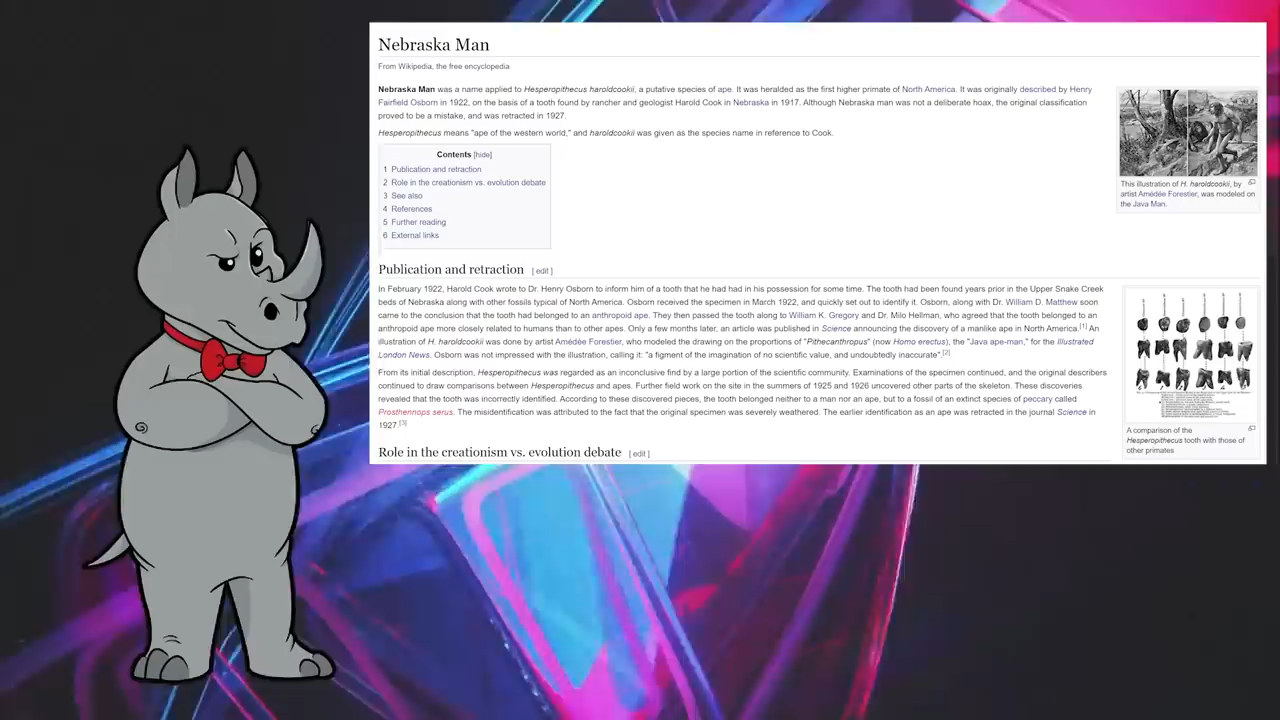 Nebraska Man
From Wikipedia, the free encyclopedia
Nebraska Man was a name applied to Hesperopithecus haroldcookii, a putative species of ape. It was heralded as the first higher primate of North America. It was originally described by Henry
Fairfield Osborn in 1922, on the basis of a tooth found by rancher and geologist Harold Cook in Nebraska in 1917. Although Nebraska man was not a deliberate hoax, the original classification
proved to be a mistake, and was retracted in 1927.
Hesperopithecus means "ape of the western world," and haroldcookii was given as the species name in reference to Cook.
This illustration of H. haroldcookii, by
artist Amédée Forestier, was modeled on
the Java Man.
Contents [hide]
1 Publication and retraction
2 Role in the creationism vs. evolution debate
3 See also
4 References
5 Further reading
6 External links
Publication and retraction [ edit ]
In February 1922, Harold Cook wrote to Dr. Henry Osborn to inform him of a tooth that he had had in his possession for some time. The tooth had been found years prior in the Upper Snake Creek
beds of Nebraska along with other fossils typical of North America. Osborn received the specimen in March 1922, and quickly set out to identify it. Osborn, along with Dr. William D. Matthew soon
came to the conclusion that the tooth had belonged to an anthropoid ape. They then passed the tooth along to William K. Gregory and Dr. Milo Hellman, who agreed that the tooth belonged to an
anthropoid ape more closely related to humans than to other apes. Only a few months later, an article was published in Science announcing the discovery of a manlike ape in North America.[1] An
illustration of H. haroldcookii was done by artist Amédée Forestier, who modeled the drawing on the proportions of "Pithecanthropus" (now Homo erectus), the "Java ape-man," for the Illustrated
London News. Osborn was not impressed with the illustration, calling it: "a figment of the imagination of no scientific value, and undoubtedly inaccurate".[2]
From its initial description, Hesperopithecus was regarded as an inconclusive find by a large portion of the scientific community. Examinations of the specimen continued, and the original describers
continued to draw comparisons between Hesperopithecus and apes. Further field work on the site in the summers of 1925 and 1926 uncovered other parts of the skeleton. These discoveries
revealed that the tooth was incorrectly identified. According to these discovered pieces, the tooth belonged neither to a man nor an ape, but to a fossil of an extinct species of peccary called
Prosthennops serus. The misidentification was attributed to the fact that the original specimen was severely weathered. The earlier identification as an ape was retracted in the journal Science in
1927.[3]
A comparison of the
Hesperopithecus tooth with those of
other primates
Role in the creationism vs. evolution debate [ edit ]